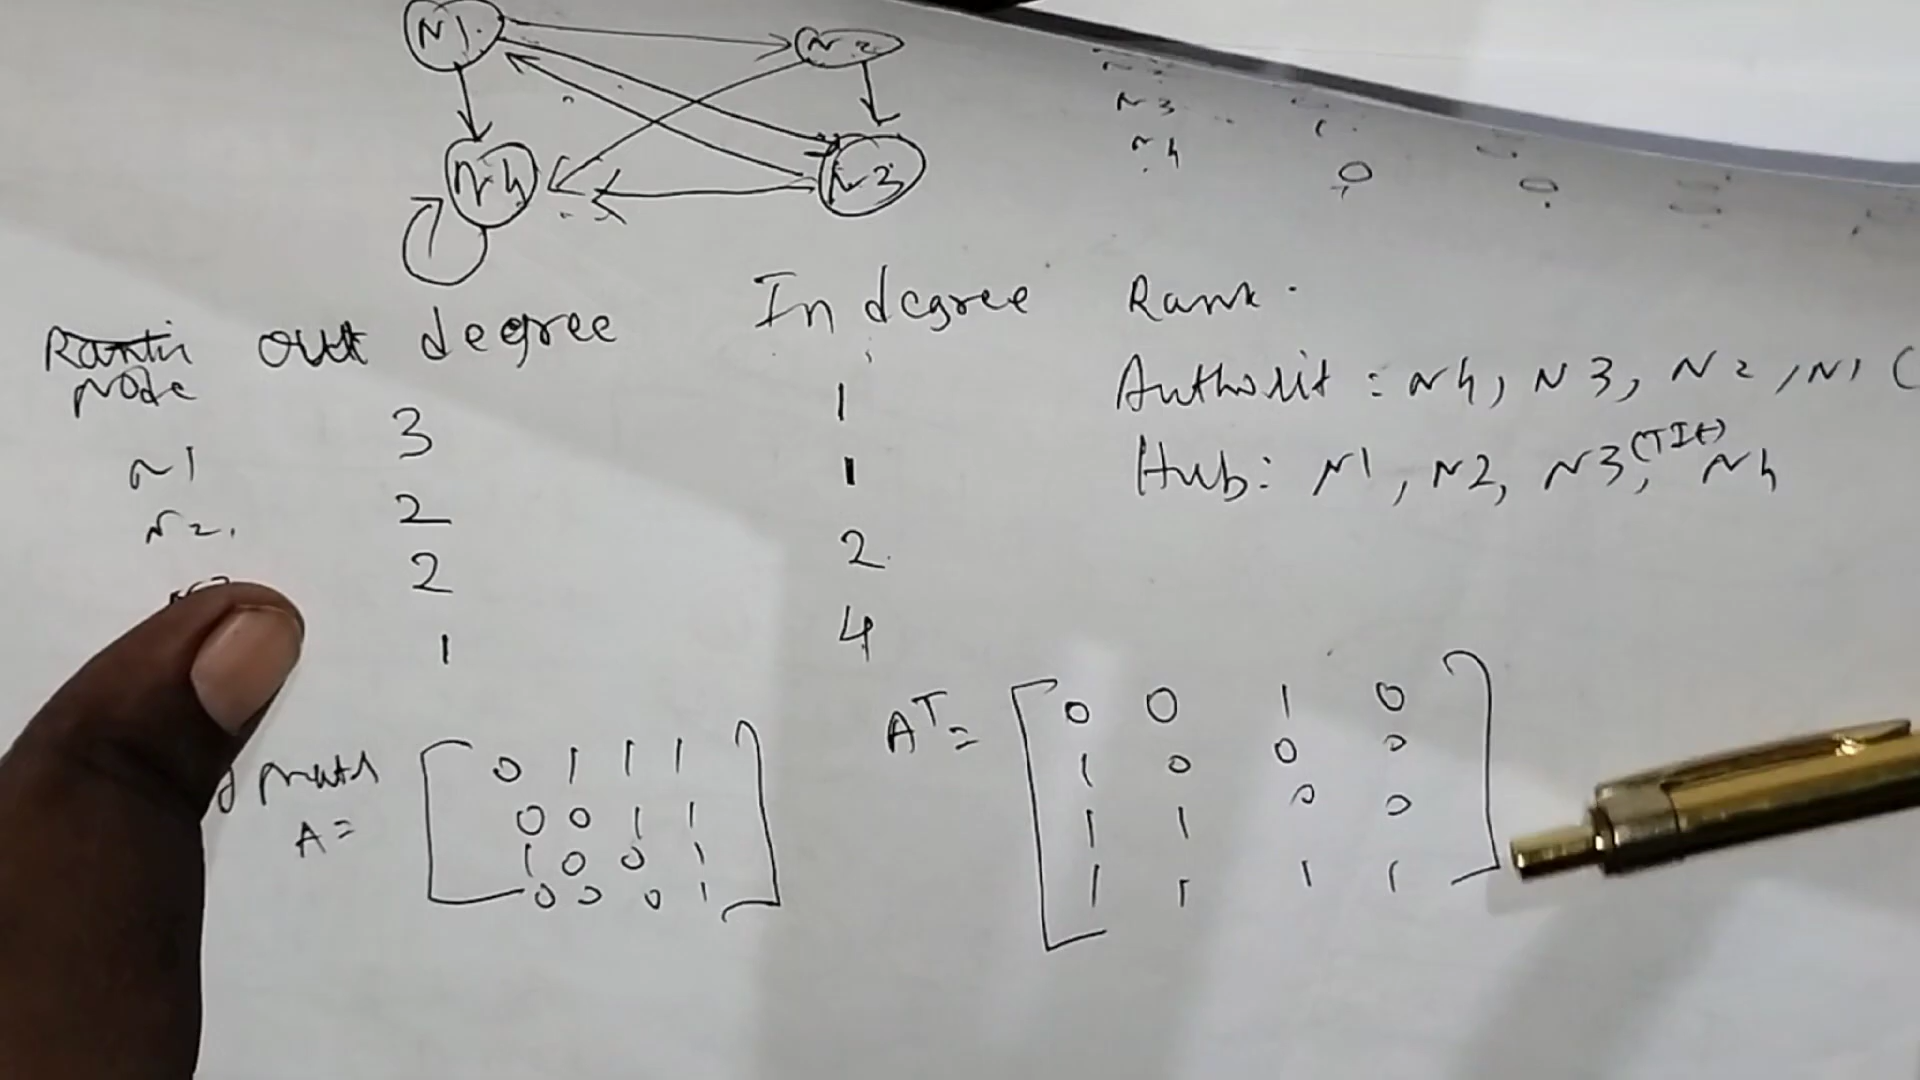 N1 N2
N4 N3
N3
N4 0 0
Node out degree In degree Rank
N1 3 1 Authorit : N4, N3, N2, N1 (
N2 2 1 Hub: N1, N2, N3 (TIE), N4
2 2
1 4
A =
0 1 1 1
0 0 1 1
1 0 0 1
0 0 0 1
A^T =
0 0 1 0
1 0 0 0
1 1 0 0
1 1 1 1